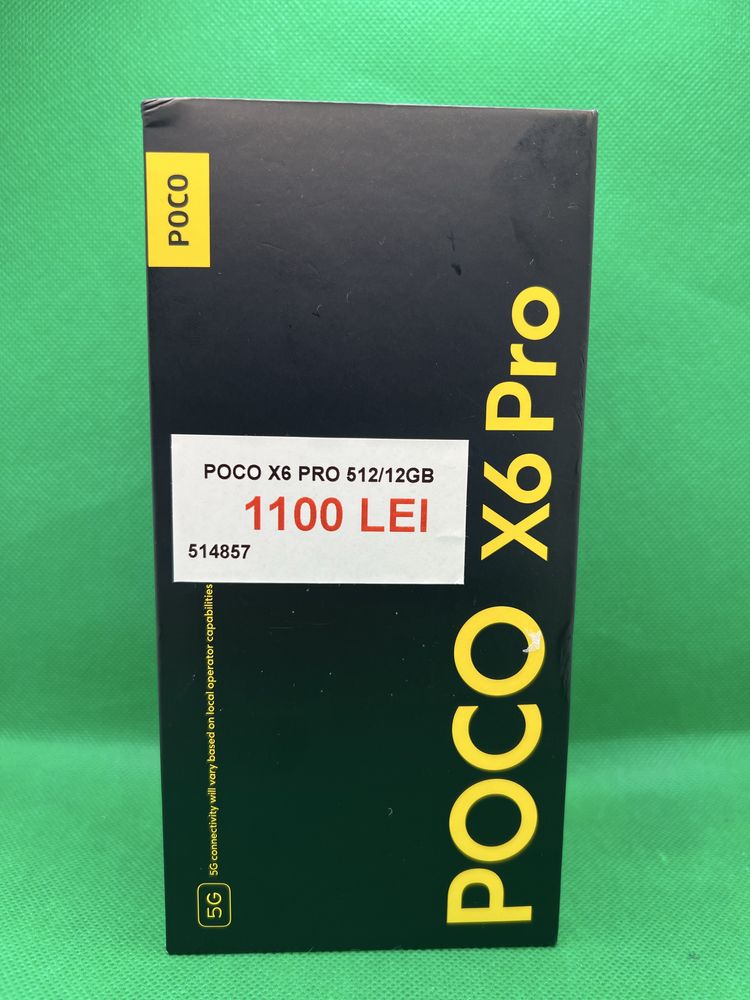 POCO
POCO X6 Pro
POCO X6 PRO 512/12GB
1100 LEI
514857
5G
5G connectivity will vary based on local operator capabilities